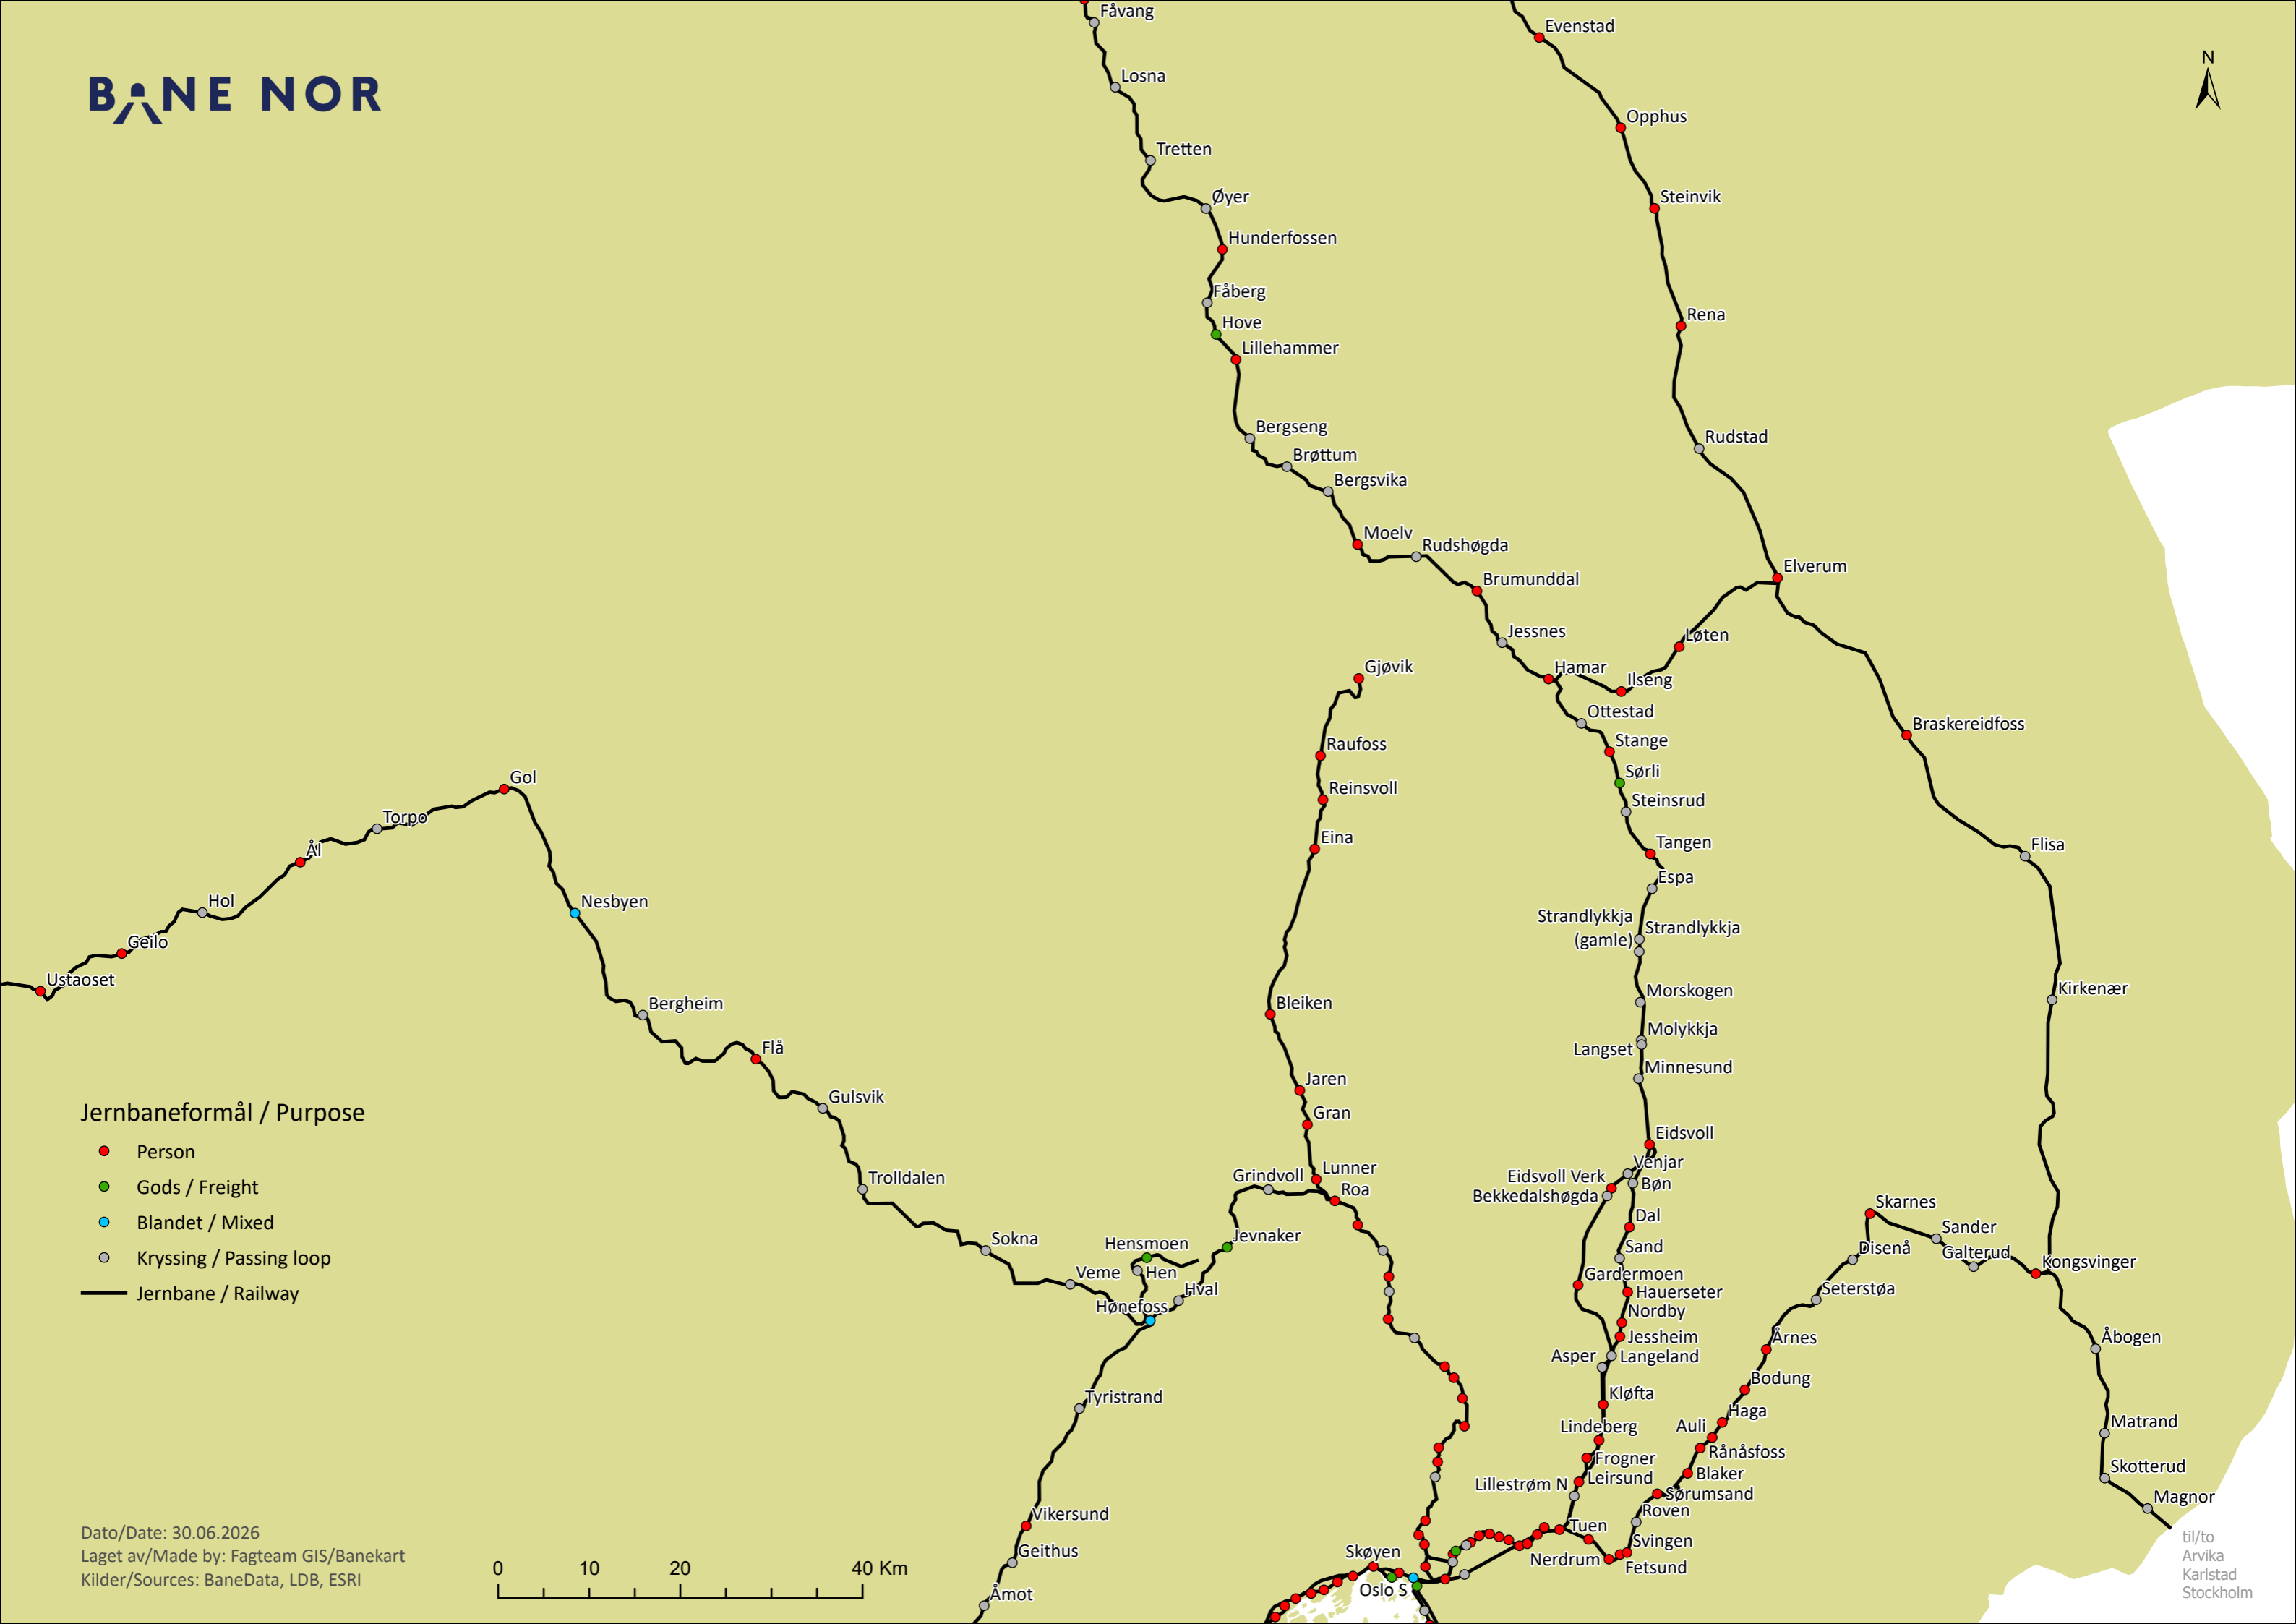 Fåvang
Evenstad
N
BANE NOR
Losna
Opphus
Tretten
Øyer
Steinvik
Hunderfossen
Fåberg
Hove
Rena
Lillehammer
Bergseng
Rudstad
Brøttum
Bergsvika
Moelv
Rudshøgda
Elverum
Brumunddal
Jessnes
Løten
Gjøvik
Hamar
Ilseng
Ottestad
Braskereidfoss
Raufoss
Stange
Sørli
Gol
Reinsvoll
Steinsrud
Torpo
Eina
Tangen
Flisa
Ål
Espa
Hol
Nesbyen
Strandlykkja
(gamle)
Strandlykkja
Geilo
Ustaoset
Kirkenær
Morskogen
Bergheim
Bleiken
Molykkja
Flå
Langset
Minnesund
Jaren
Gulsvik
Gran
Jernbaneformål / Purpose
Eidsvoll
Person
Venjar
Lunner
Grindvoll
Trolldalen
Eidsvoll Verk
Bøn
Gods / Freight
Roa
Bekkedalshøgda
Skarnes
Dal
Blandet / Mixed
Sander
Jevnaker
Sokna
Hensmoen
Sand
Disenå
Galterud
Kryssing / Passing loop
Kongsvinger
Veme
Hen
Gardermoen
Hval
Seterstøa
Jernbane / Railway
Hauerseter
Hønefoss
Nordby
Jessheim
Årnes
Åbogen
Asper
Langeland
Bodung
Tyristrand
Kløfta
Haga
Matrand
Lindeberg
Auli
Rånåsfoss
Frogner
Skotterud
Blaker
Leirsund
Lillestrøm N
Sørumsand
Magnor
Roven
Vikersund
Tuen
Dato/Date: 30.06.2026
til/to
Svingen
Geithus
Skøyen
Laget av/Made by: Fagteam GIS/Banekart
Arvika
Nerdrum
Fetsund
0 10 20 40 Km
Karlstad
Kilder/Sources: BaneData, LDB, ESRI
Oslo S
Stockholm
Åmot